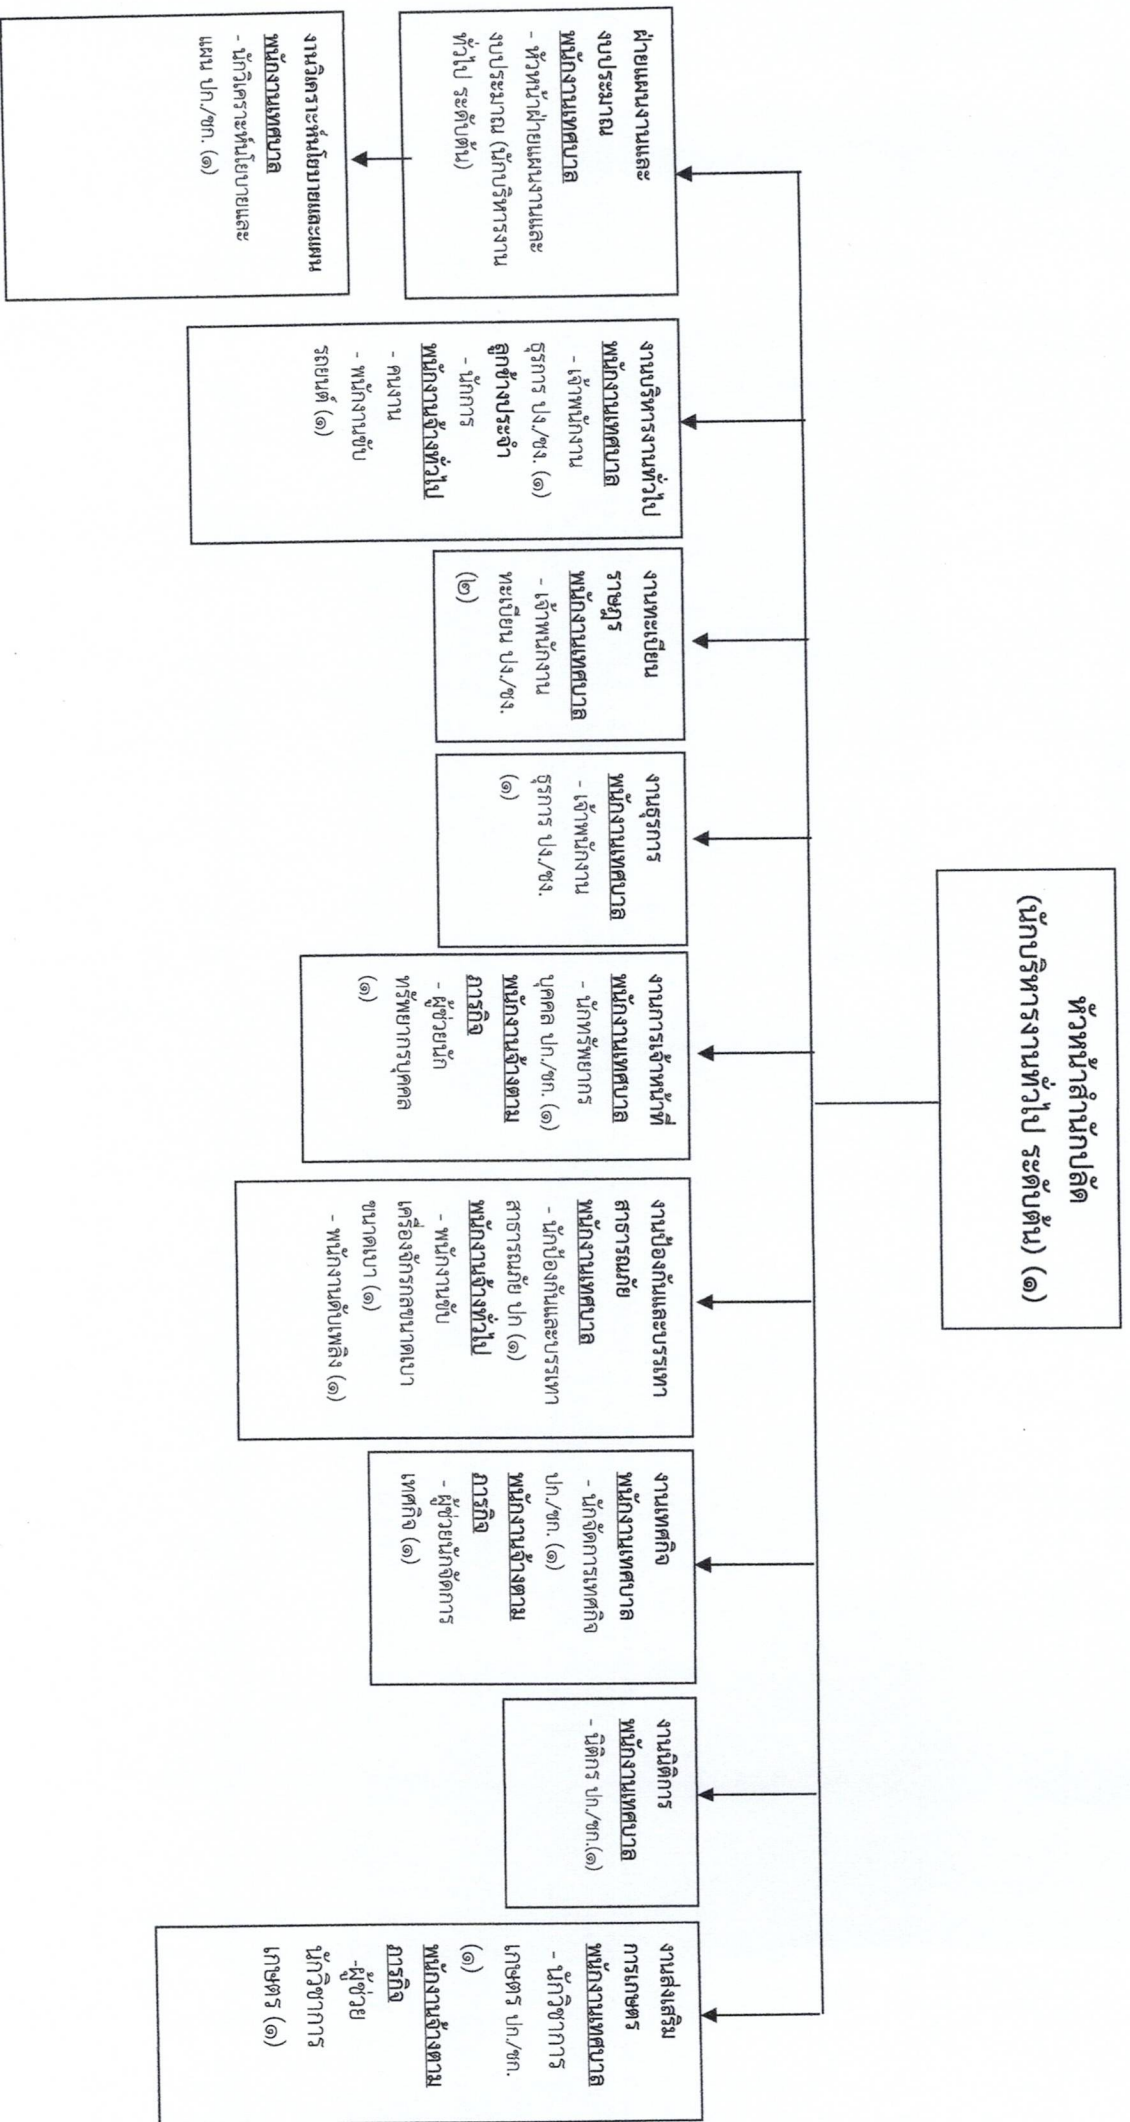 หัวหน้าสำนักปลัด
(นักบริหารงานทั่วไป ระดับต้น) (๑)
ฝ่ายแผนงานและ
งบประมาณ
พนักงานเทศบาล
- หัวหน้าฝ่ายแผนงานและ
งบประมาณ (นักบริหารงาน
ทั่วไป ระดับต้น)
งานวิเคราะห์นโยบายและแผน
พนักงานเทศบาล
- นักวิเคราะห์นโยบายและ
แผน ปก./ชก. (๑)
งานบริหารงานทั่วไป
พนักงานเทศบาล
- เจ้าพนักงาน
ธุรการ ปง./ชง. (๑)
ลูกจ้างประจำ
- นักการ
พนักงานจ้างทั่วไป
- คนงาน
- พนักงานขับ
รถยนต์ (๑)
งานทะเบียน
ราษฎร
พนักงานเทศบาล
- เจ้าพนักงาน
ทะเบียน ปง./ชง.
(๒)
งานธุรการ
พนักงานเทศบาล
- เจ้าพนักงาน
ธุรการ ปง./ชง.
(๑)
งานการเจ้าหน้าที่
พนักงานเทศบาล
- นักทรัพยากร
บุคคล ปก./ชก. (๑)
พนักงานจ้างตาม
ภารกิจ
- ผู้ช่วยนัก
ทรัพยากรบุคคล
(๑)
งานป้องกันและบรรเทา
สาธารณภัย
พนักงานเทศบาล
- นักป้องกันและบรรเทา
สาธารณภัย ปก (๑)
พนักงานจ้างทั่วไป
- พนักงานขับ
เครื่องจักรกลขนาดเบา
ขนาดเบา (๑)
- พนักงานดับเพลิง (๑)
งานเทศกิจ
พนักงานเทศบาล
- นักจัดการเทศกิจ
ปก./ชก. (๑)
พนักงานจ้างตาม
ภารกิจ
- ผู้ช่วยนักจัดการ
เทศกิจ (๑)
งานนิติการ
พนักงานเทศบาล
- นิติกร ปก./ชก.(๑)
งานส่งเสริม
การเกษตร
พนักงานเทศบาล
- นักวิชาการ
เกษตร ปก./ชก.
(๑)
พนักงานจ้างตาม
ภารกิจ
-ผู้ช่วย
นักวิชาการ
เกษตร (๑)